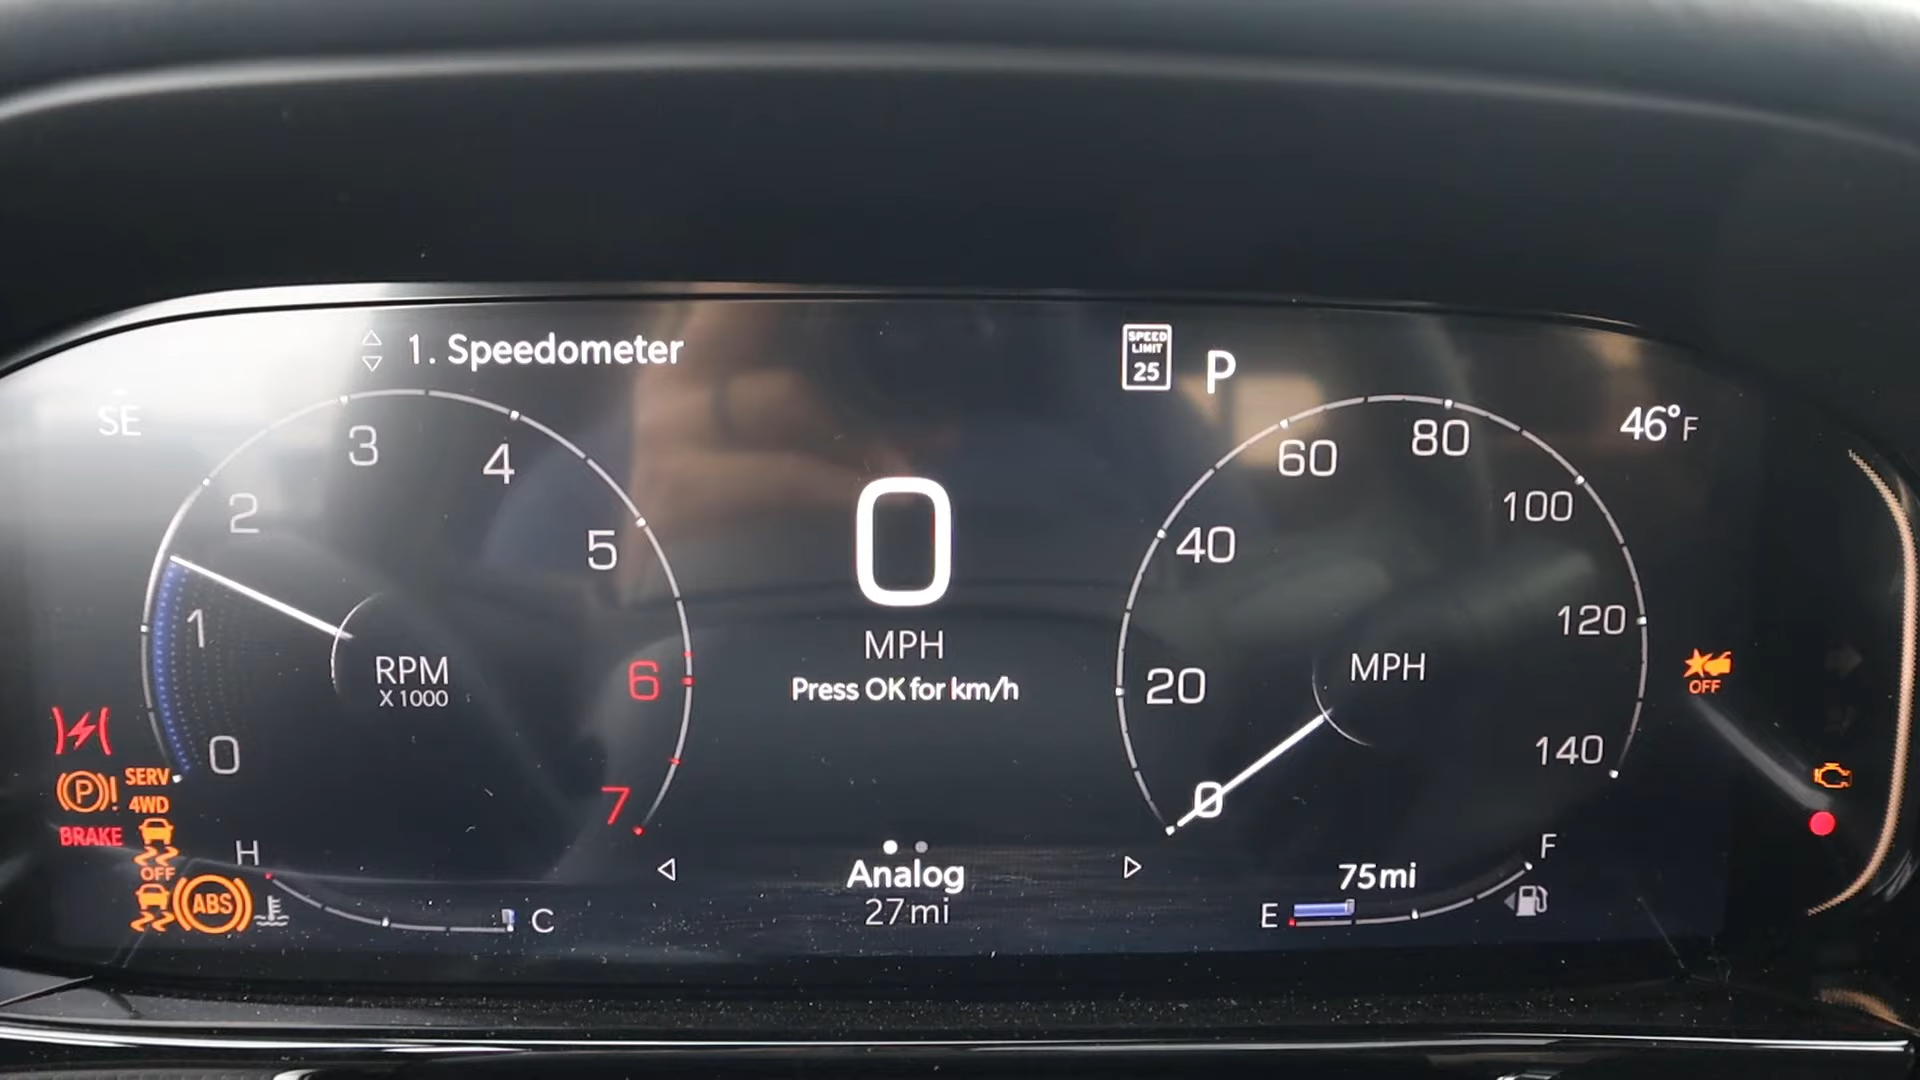 1. Speedometer
SPEED
LIMIT
25
P
SE
46°F
0
1
2
3
4
5
6
7
RPM
X 1000
0
MPH
Press OK for km/h
0
20
40
60
80
100
120
140
MPH
OFF
P!
SERV
4WD
BRAKE
OFF
ABS
H
C
Analog
27mi
75mi
E
F